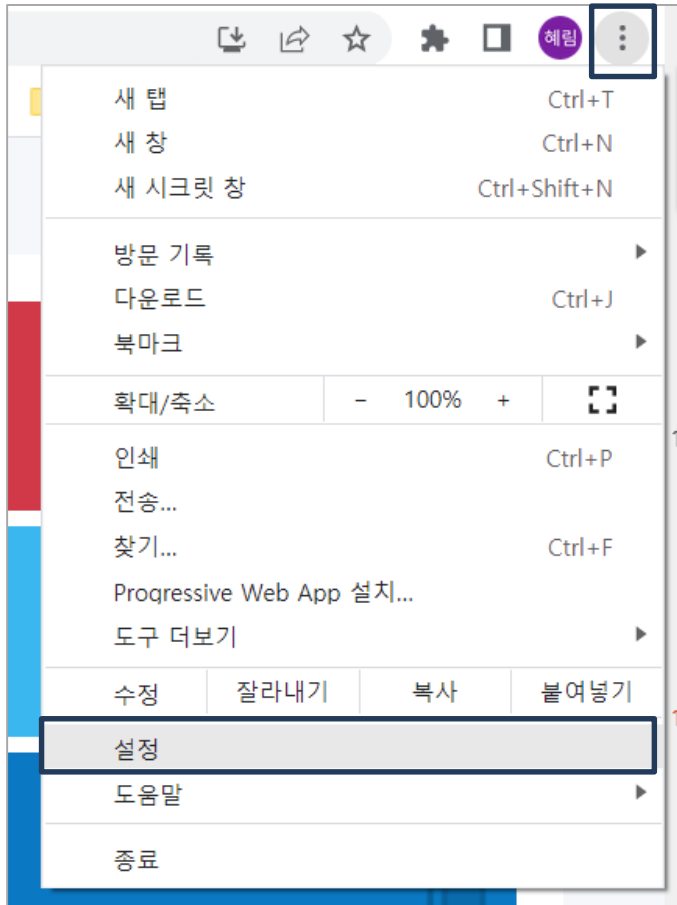 혜림
새 탭 Ctrl+T
새 창 Ctrl+N
새 시크릿 창 Ctrl+Shift+N
방문 기록
다운로드 Ctrl+J
북마크
확대/축소 - 100% +
인쇄 Ctrl+P
전송...
찾기... Ctrl+F
Progressive Web App 설치...
도구 더보기
수정 잘라내기 복사 붙여넣기
설정
도움말
종료